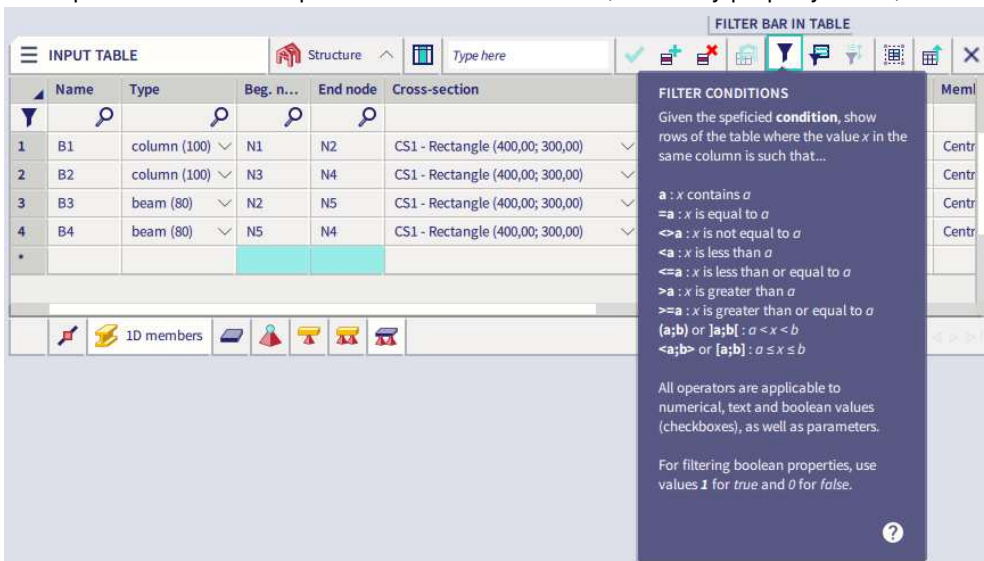 FILTER BAR IN TABLE
INPUT TABLE Structure Type here
Name Type Beg. n... End node Cross-section
1 B1 column (100) N1 N2 CS1 - Rectangle (400,00; 300,00) Centr
2 B2 column (100) N3 N4 CS1 - Rectangle (400,00; 300,00) Centr
3 B3 beam (80) N2 N5 CS1 - Rectangle (400,00; 300,00) Centr
4 B4 beam (80) N5 N4 CS1 - Rectangle (400,00; 300,00) Centr
*
1D members
FILTER CONDITIONS
Given the speficied condition, show
rows of the table where the value x in the
same column is such that...
a : x contains a
=a : x is equal to a
<>a : x is not equal to a
<a : x is less than a
<=a : x is less than or equal to a
>a : x is greater than a
>=a : x is greater than or equal to a
(a;b) or ]a;b[ : a < x < b
<a;b> or [a;b] : a ≤ x ≤ b
All operators are applicable to
numerical, text and boolean values
(checkboxes), as well as parameters.
For filtering boolean properties, use
values 1 for true and 0 for false.
?